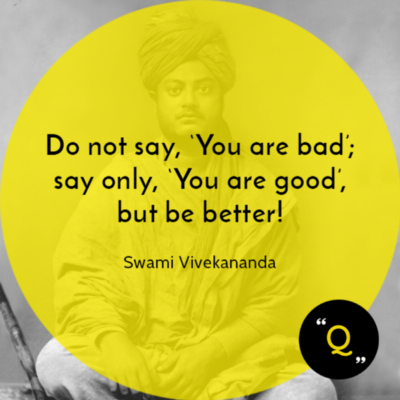 Do not say, ‘You are bad’;
say only, ‘You are good’,
but be better!
Swami Vivekananda
“Q„